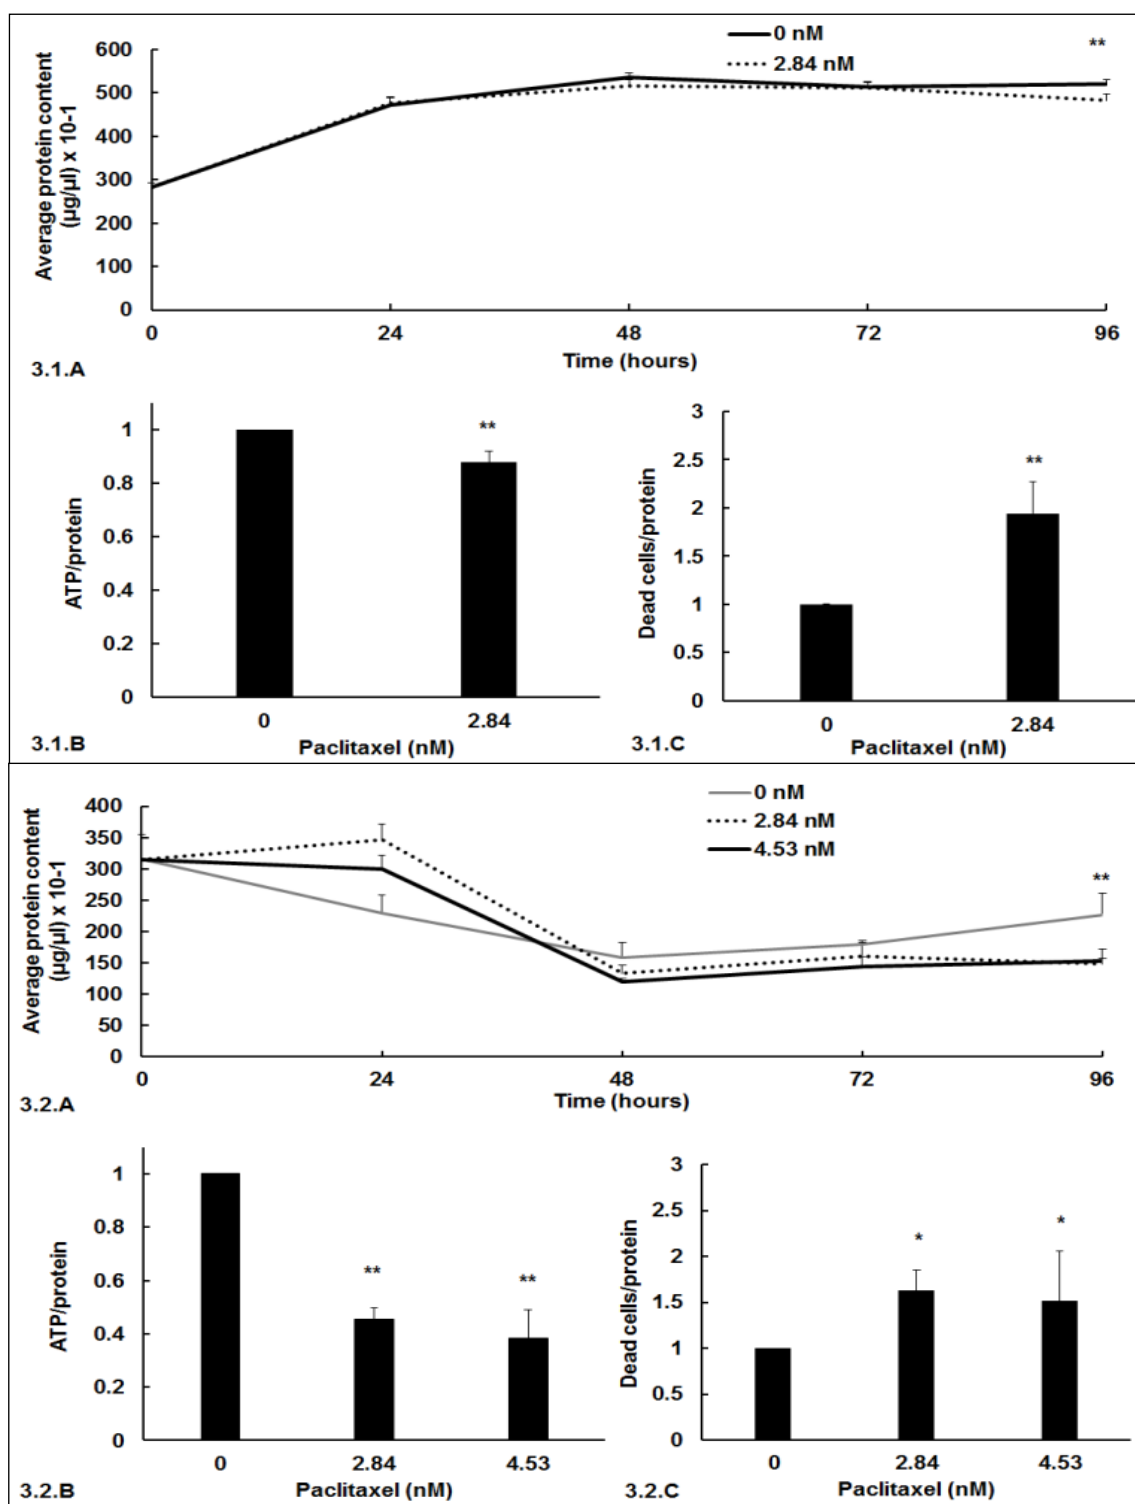 0 nM
2.84 nM
**
Average protein content
(µg/µl) x 10-1
600
500
400
300
200
100
0
0
24
48
72
96
Time (hours)
3.1.A
ATP/protein
1
0.8
0.6
0.4
0.2
0
**
0
2.84
Paclitaxel (nM)
3.1.B
Dead cells/protein
3
2.5
2
1.5
1
0.5
0
**
0
2.84
Paclitaxel (nM)
3.1.C
0 nM
2.84 nM
4.53 nM
**
Average protein content
(µg/µl) x 10-1
400
350
300
250
200
150
100
50
0
0
24
48
72
96
Time (hours)
3.2.A
ATP/protein
1
0.8
0.6
0.4
0.2
0
**
**
0
2.84
4.53
Paclitaxel (nM)
3.2.B
Dead cells/protein
3
2.5
2
1.5
1
0.5
0
*
*
0
2.84
4.53
Paclitaxel (nM)
3.2.C